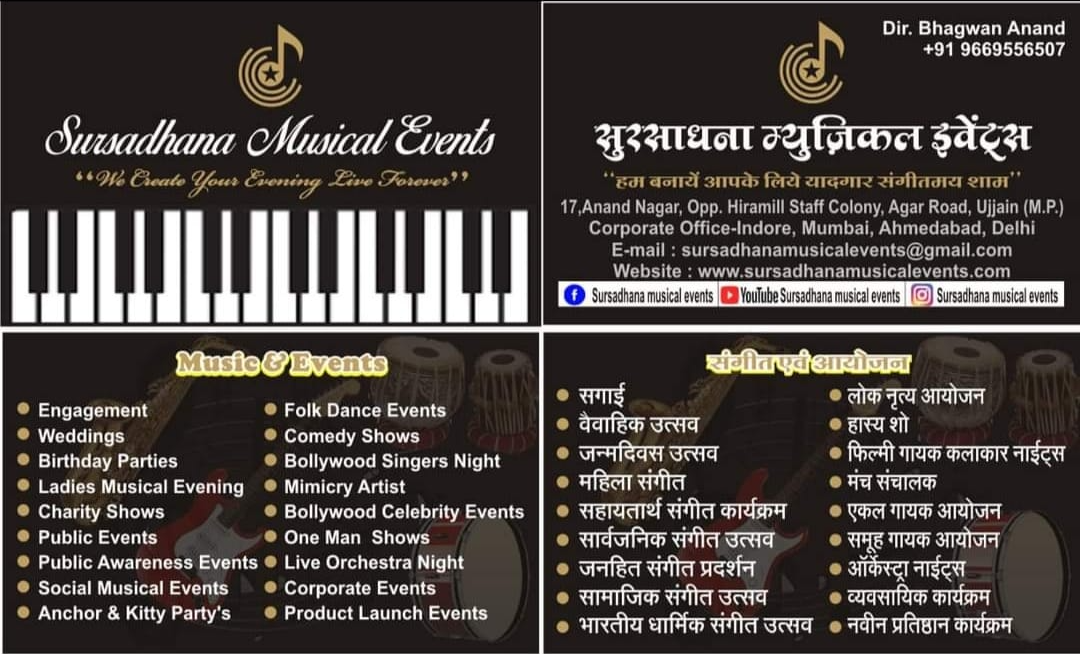 Sursadhana Musical Events
“We Create Your Evening Live Forever”
Dir. Bhagwan Anand
+91 9669556507
सुरसाधना म्युज़िकल इवेंट्स
“हम बनायें आपके लिये यादगार संगीतमय शाम”
17,Anand Nagar, Opp. Hiramill Staff Colony, Agar Road, Ujjain (M.P.)
Corporate Office-Indore, Mumbai, Ahmedabad, Delhi
E-mail : sursadhanamusicalevents@gmail.com
Website : www.sursadhanamusicalevents.com
Sursadhana musical events YouTube Sursadhana musical events Sursadhana musical events
Music & Events
Engagement
Weddings
Birthday Parties
Ladies Musical Evening
Charity Shows
Public Events
Public Awareness Events
Social Musical Events
Anchor & Kitty Party's
Folk Dance Events
Comedy Shows
Bollywood Singers Night
Mimicry Artist
Bollywood Celebrity Events
One Man Shows
Live Orchestra Night
Corporate Events
Product Launch Events
संगीत एवं आयोजन
सगाई
वैवाहिक उत्सव
जन्मदिवस उत्सव
महिला संगीत
सहायतार्थ संगीत कार्यक्रम
सार्वजनिक संगीत उत्सव
जनहित संगीत प्रदर्शन
सामाजिक संगीत उत्सव
भारतीय धार्मिक संगीत उत्सव
लोक नृत्य आयोजन
हास्य शो
फिल्मी गायक कलाकार नाईट्स
मंच संचालक
एकल गायक आयोजन
समूह गायक आयोजन
ऑर्केस्ट्रा नाईट्स
व्यवसायिक कार्यक्रम
नवीन प्रतिष्ठान कार्यक्रम